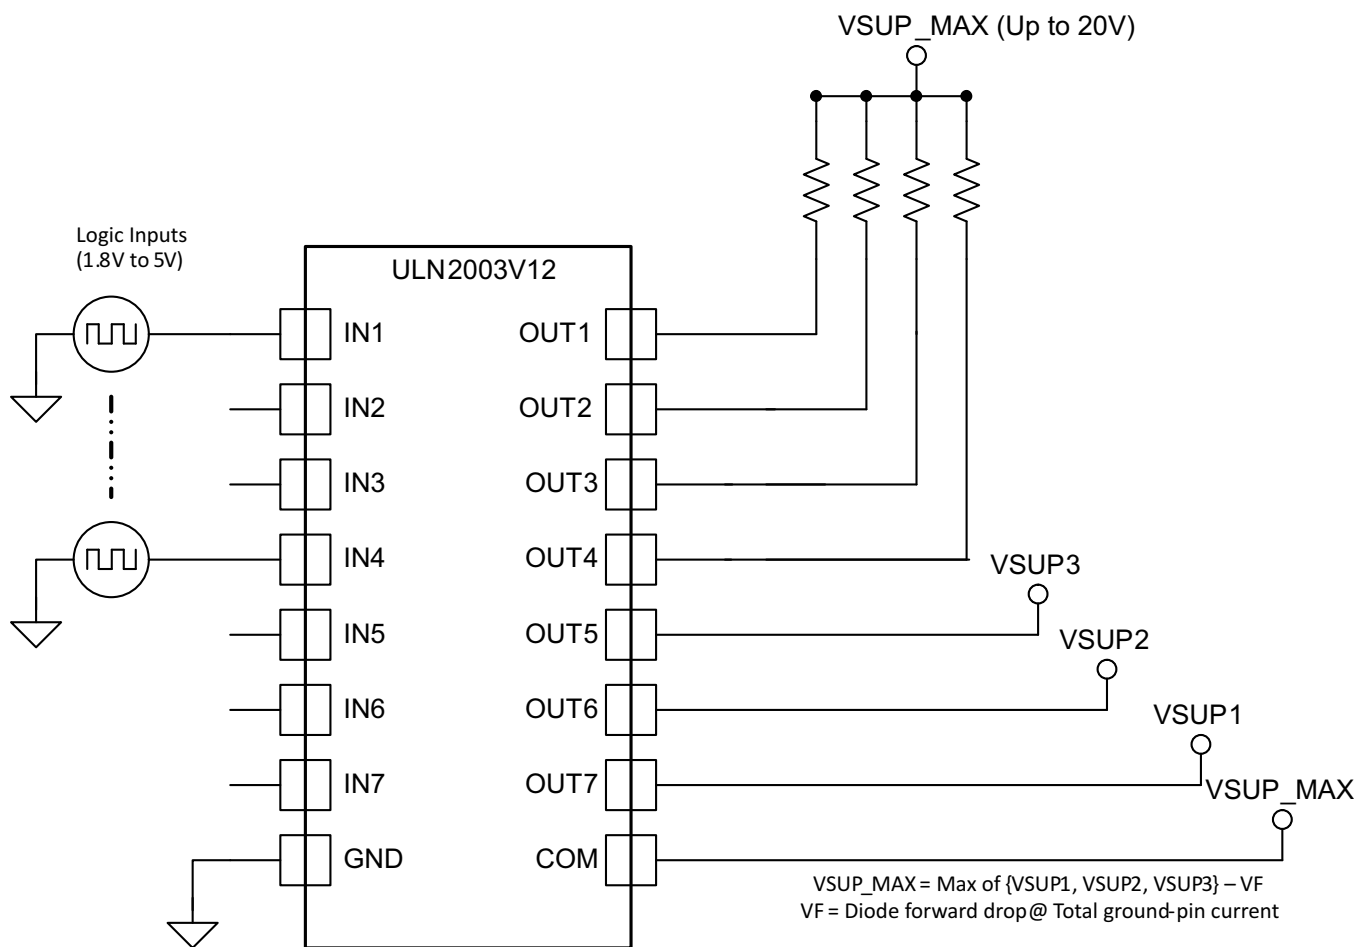 VSUP_MAX (Up to 20V)
Logic Inputs
(1.8V to 5V)
ULN2003V12
IN1
OUT1
IN2
OUT2
IN3
OUT3
IN4
OUT4
VSUP3
IN5
OUT5
VSUP2
IN6
OUT6
VSUP1
IN7
OUT7
VSUP_MAX
GND
COM
VSUP_MAX = Max of {VSUP1, VSUP2, VSUP3} – VF
VF = Diode forward drop @ Total ground-pin current